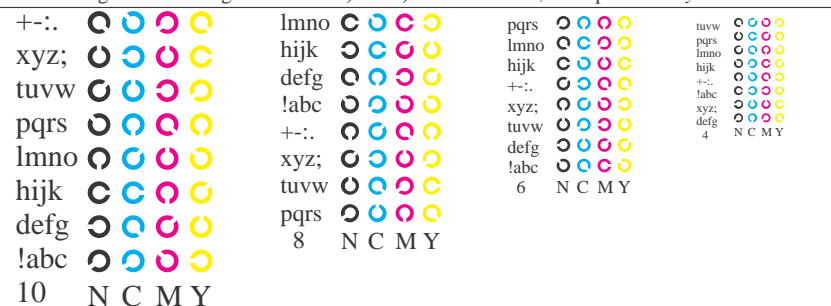 +-:.
xyz;
tuvw
pqrs
lmno
hijk
defg
!abc
10 N C M Y
lmno
hijk
defg
!abc
+-:.
xyz;
tuvw
pqrs
8 N C M Y
pqrs
lmno
hijk
+-:.
xyz;
tuvw
defg
!abc
6 N C M Y
tuvw
pqrs
lmno
hijk
+-:.
!abc
xyz;
defg
4 N C M Y